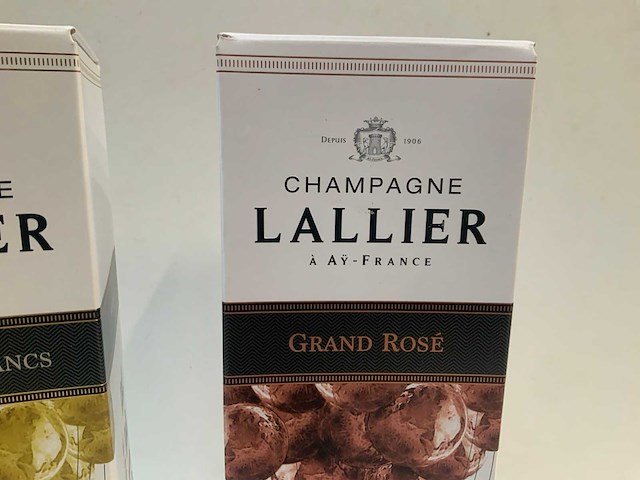 ER
ANCS
DEPUIS 1906
CHAMPAGNE
LALLIER
À AŸ-FRANCE
GRAND ROSÉ